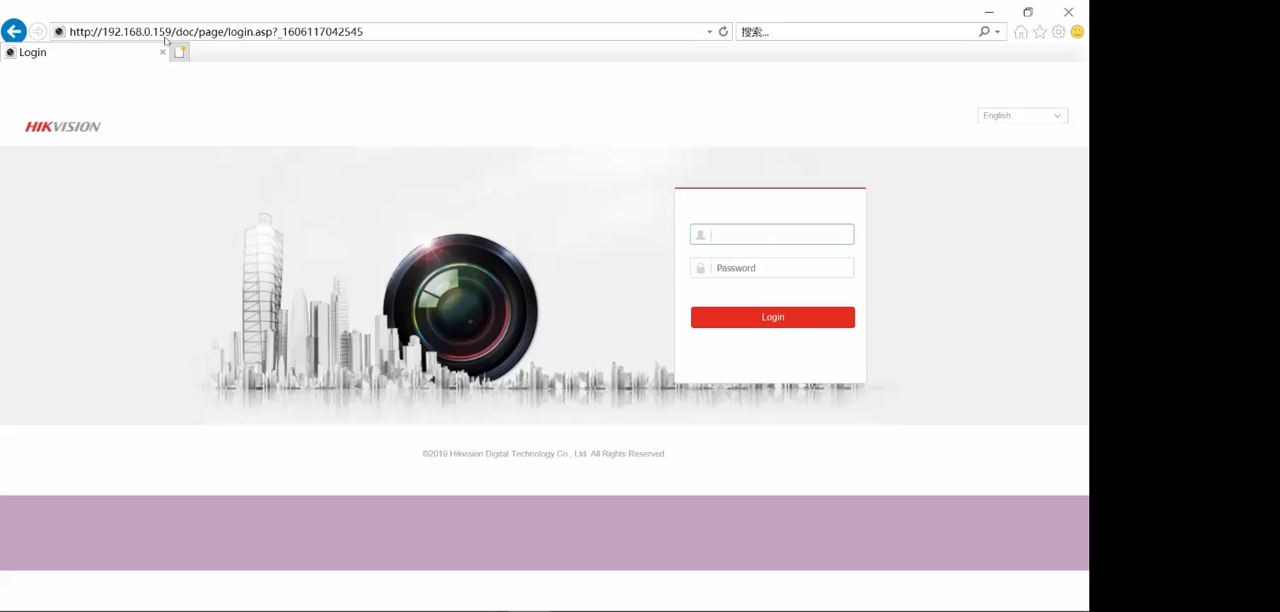 http://192.168.0.159/doc/page/login.asp?_1606117042545
搜索...
Login
HIKVISION
English
Password
Login
©2019 Hikvision Digital Technology Co., Ltd. All Rights Reserved.